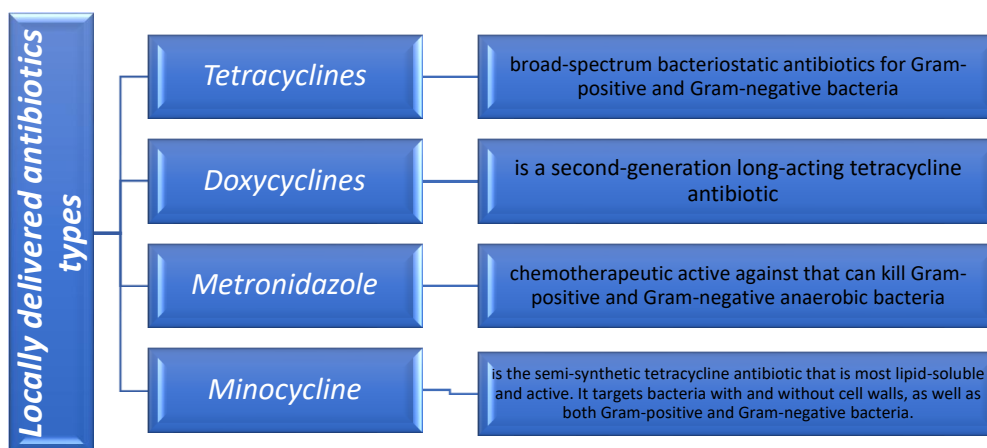 Locally delivered antibiotics
types
Tetracyclines
broad-spectrum bacteriostatic antibiotics for Gram-
positive and Gram-negative bacteria
Doxycyclines
is a second-generation long-acting tetracycline
antibiotic
Metronidazole
chemotherapeutic active against that can kill Gram-
positive and Gram-negative anaerobic bacteria
Minocycline
is the semi-synthetic tetracycline antibiotic that is most lipid-soluble
and active. It targets bacteria with and without cell walls, as well as
both Gram-positive and Gram-negative bacteria.